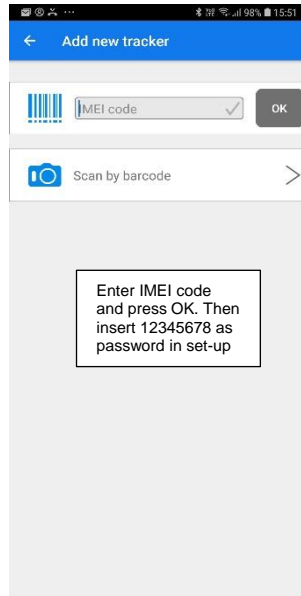 98% 15:51
Add new tracker
IMEI code
OK
Scan by barcode
Enter IMEI code
and press OK. Then
insert 12345678 as
password in set-up